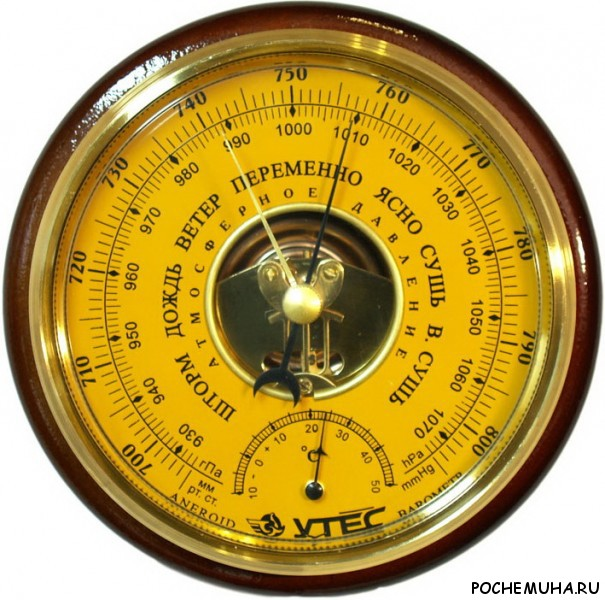 700 710 720 730 740 750 760 770 780 790 800
930 940 950 960 970 980 990 1000 1010 1020 1030 1040 1050 1060 1070
ШТОРМ ДОЖДЬ ВЕТЕР ПЕРЕМЕННО ЯСНО СУШЬ В. СУШЬ
АТМОСФЕРНОЕ ДАВЛЕНИЕ
гПа
мм
рт. ст.
hPa
mmHg
10 - 0 + 10 20 30 40 50
°C
ANEROID
УТЁС
BAROMETR
POCHEMUHA.RU